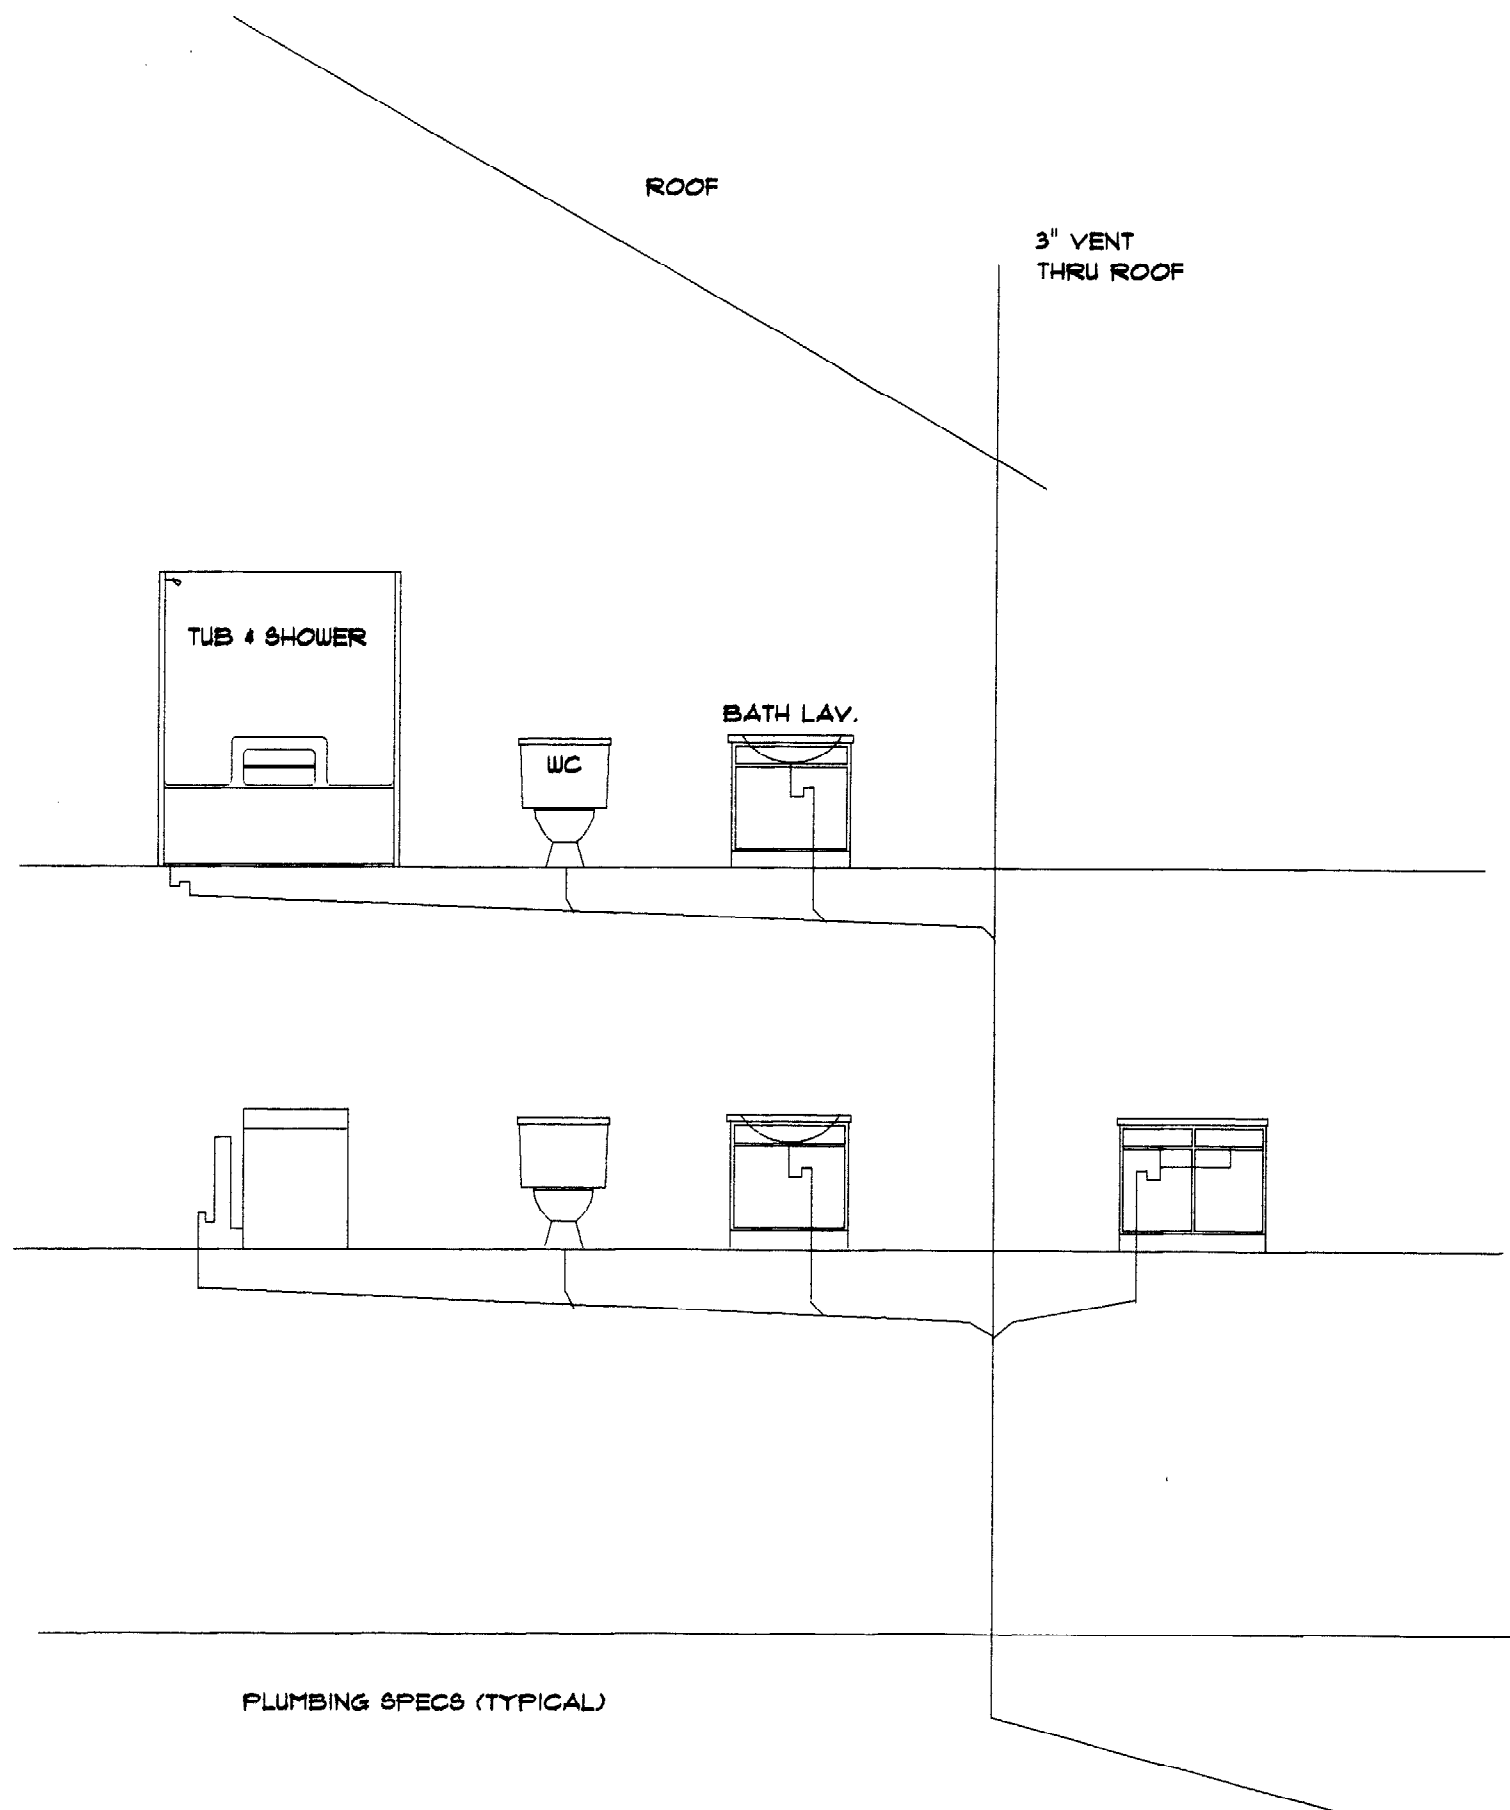 ROOF
3" VENT
THRU ROOF
TUB & SHOWER
BATH LAV.
WC
PLUMBING SPECS (TYPICAL)